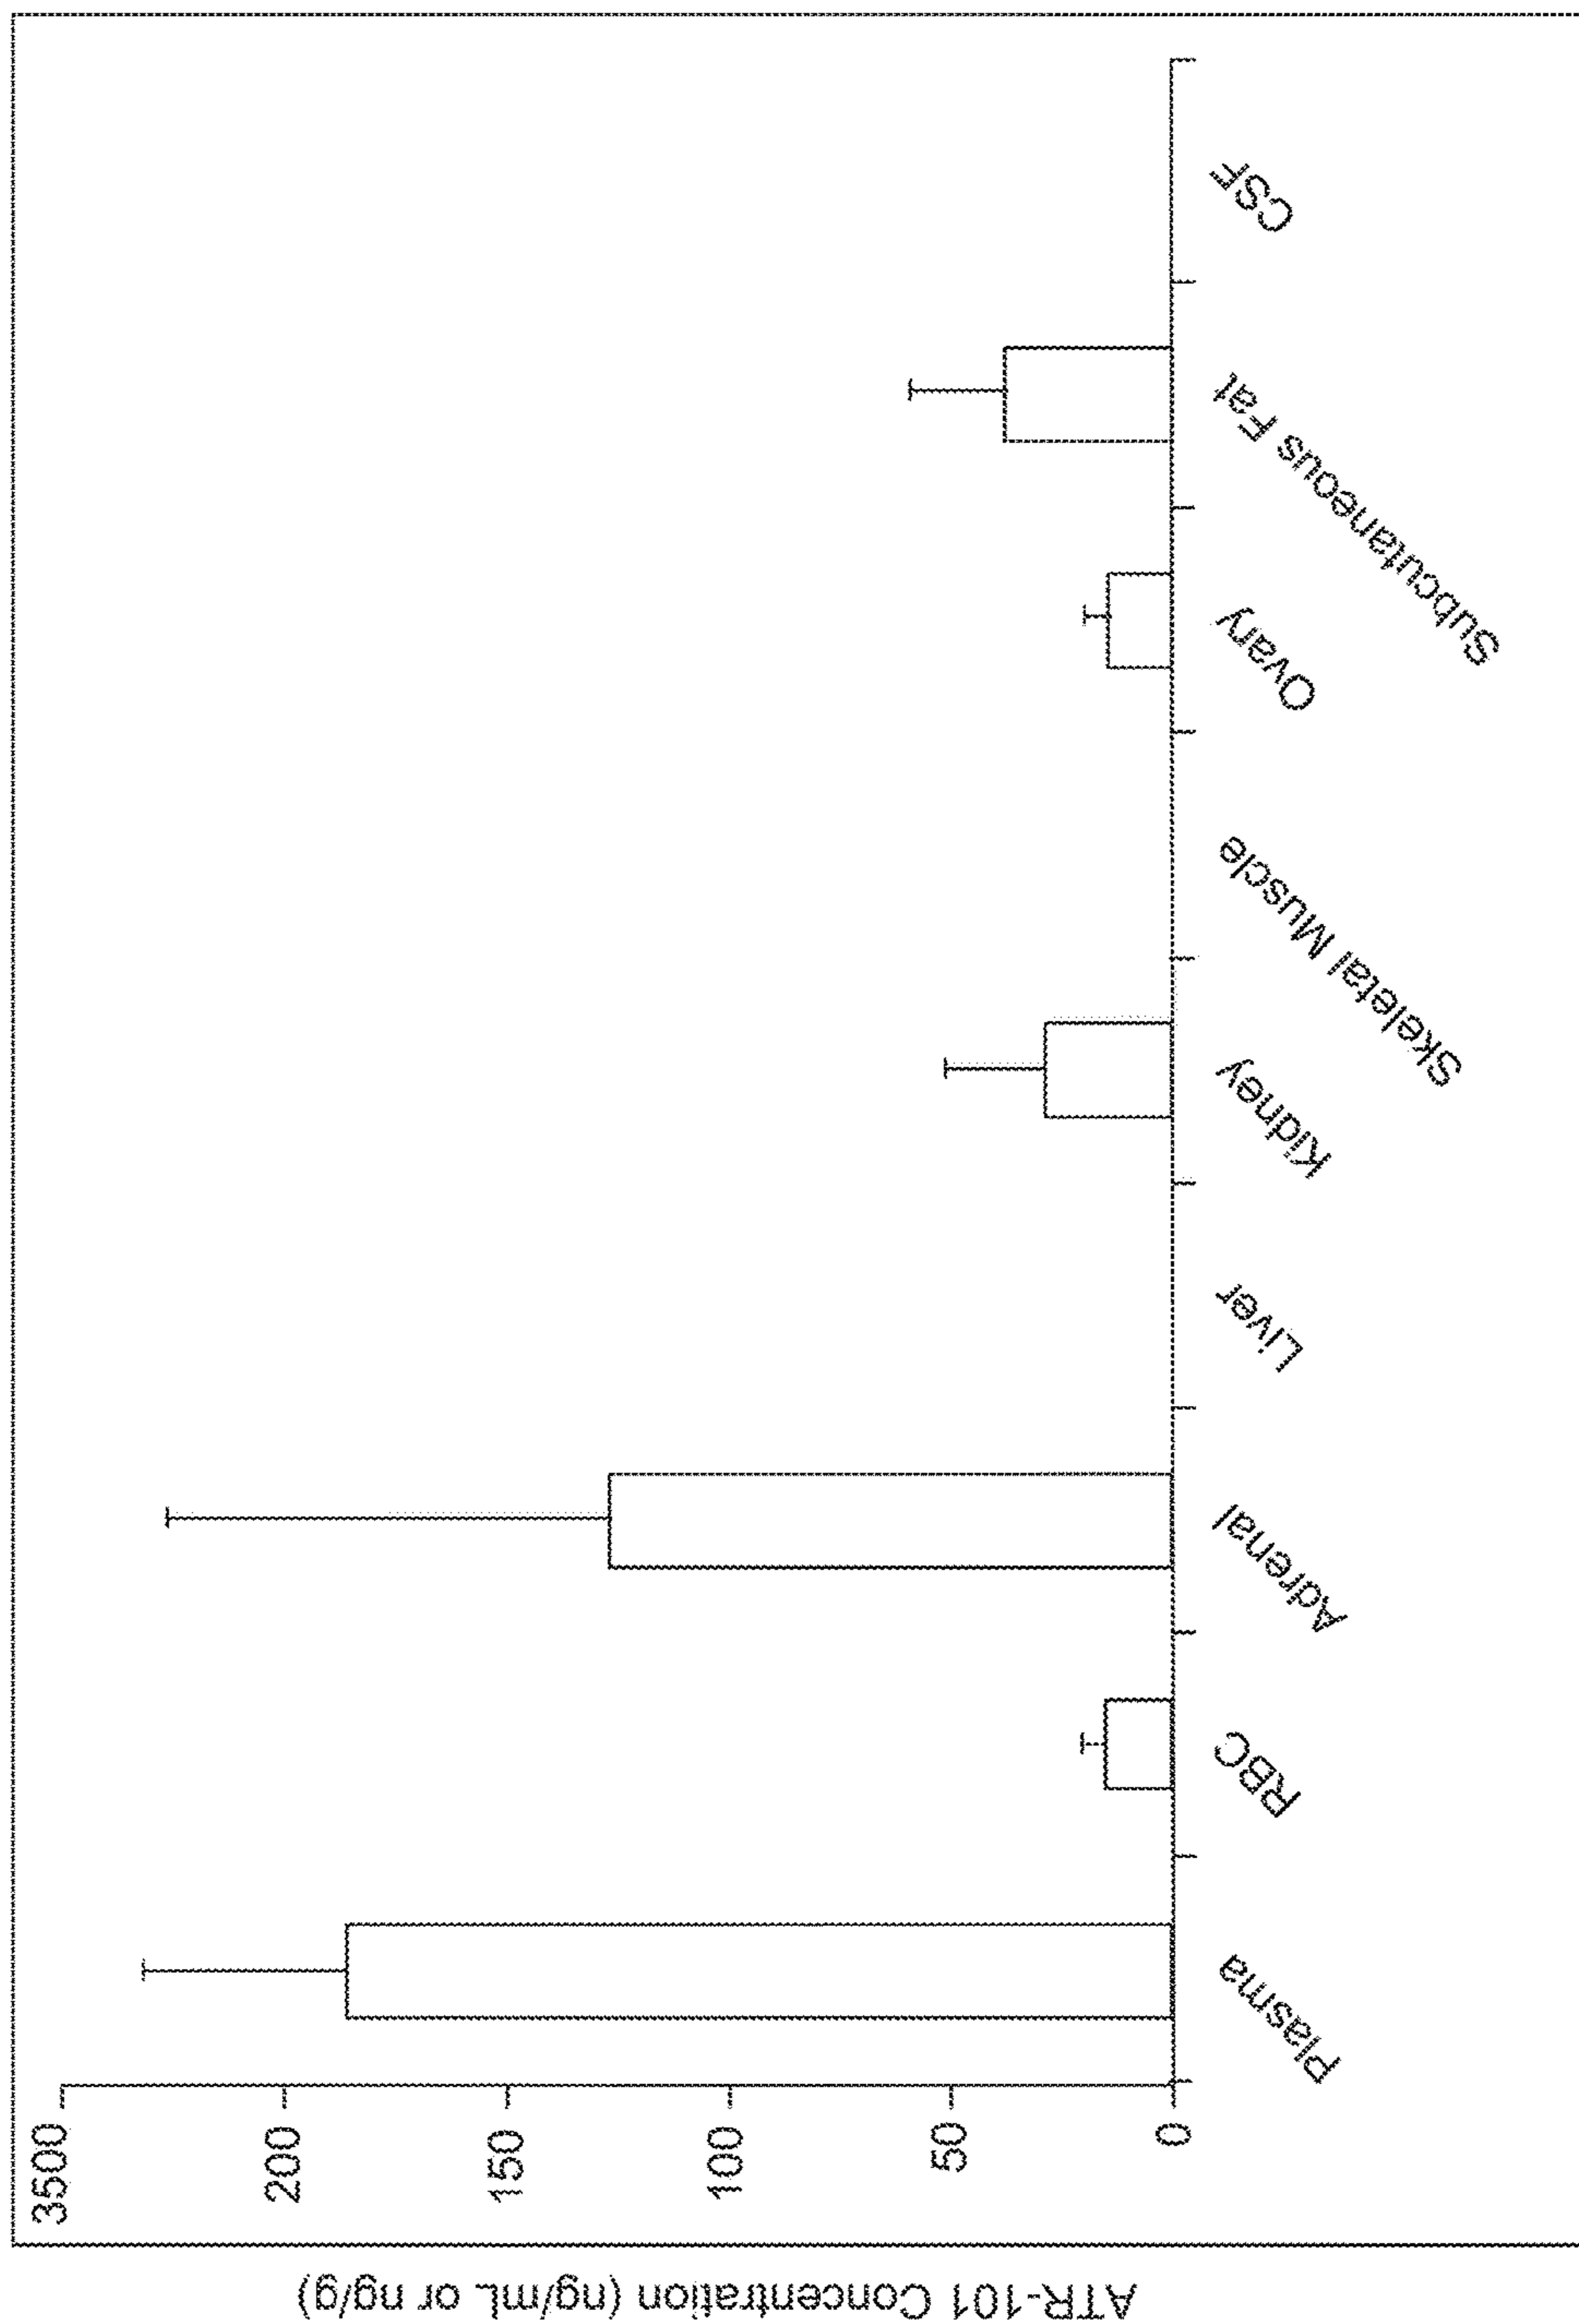 ATR-101 Concentration (ng/mL or ng/g)
3500
200
150
100
50
0
Plasma
RBC
Adrenal
Liver
Kidney
Skeletal Muscle
Ovary
Subcutaneous Fat
CSF